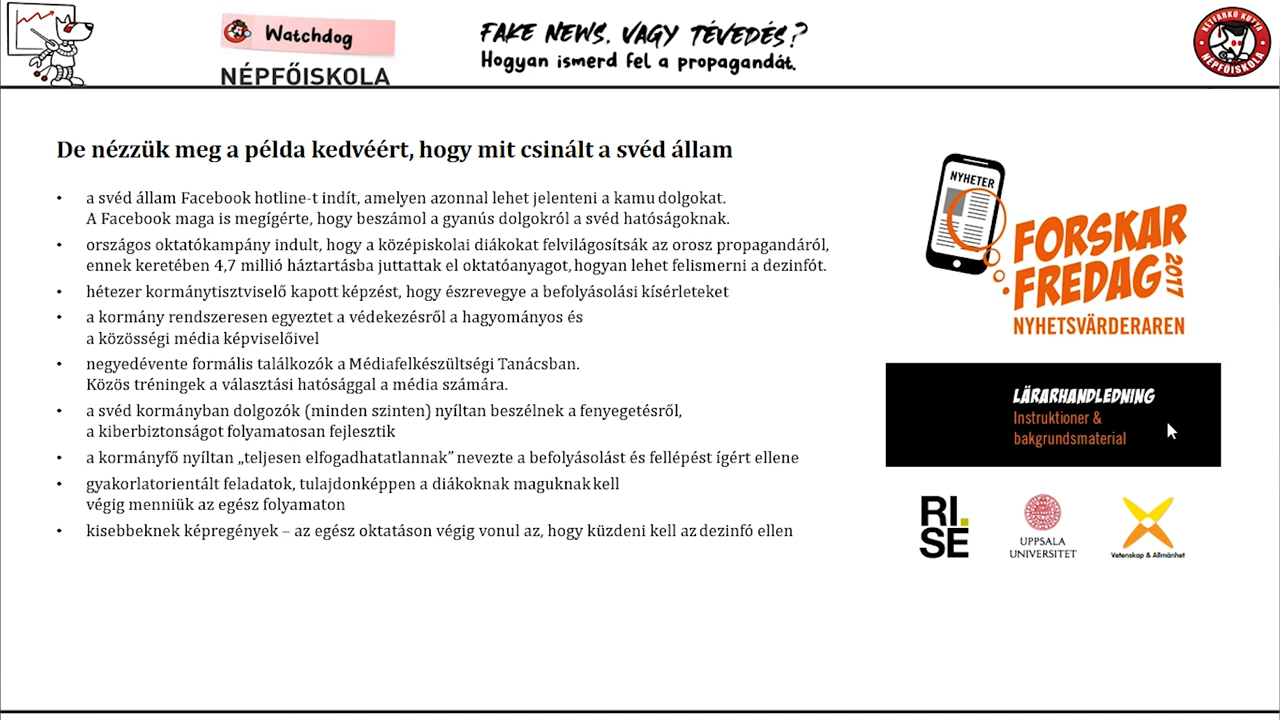 Watchdog
NÉPFŐISKOLA
FAKE NEWS, VAGY TÉVEDÉS?
Hogyan ismerd fel a propagandát.
KÉTFARKÚ KUTYA
NÉPFŐISKOLA
De nézzük meg a példa kedvéért, hogy mit csinált a svéd állam
• a svéd állam Facebook hotline-t indít, amelyen azonnal lehet jelenteni a kamu dolgokat.
A Facebook maga is megígérte, hogy beszámol a gyanús dolgokról a svéd hatóságoknak.
• országos oktatókampány indult, hogy a középiskolai diákokat felvilágosítsák az orosz propagandáról,
ennek keretében 4,7 millió háztartásba juttattak el oktatóanyagot, hogyan lehet felismerni a dezinfót.
• hétezer kormánytisztviselő kapott képzést, hogy észrevegye a befolyásolási kísérleteket
• a kormány rendszeresen egyeztet a védekezésről a hagyományos és
a közösségi média képviselőivel
• negyedévente formális találkozók a Médiafelkészültségi Tanácsban.
Közös tréningek a választási hatósággal a média számára.
• a svéd kormányban dolgozók (minden szinten) nyíltan beszélnek a fenyegetésről,
a kiberbiztonságot folyamatosan fejlesztik
• a kormányfő nyíltan „teljesen elfogadhatatlannak” nevezte a befolyásolást és fellépést ígért ellene
• gyakorlatorientált feladatok, tulajdonképpen a diákoknak maguknak kell
végig menniük az egész folyamaton
• kisebbeknek képregények – az egész oktatáson végig vonul az, hogy küzdeni kell az dezinfó ellen
NYHETER
FORSKAR
FREDAG
2017
NYHETSVÄRDERAREN
LÄRARHANDLEDNING
Instruktioner &
bakgrundsmaterial
RI.
SE
UPPSALA
UNIVERSITET
Vetenskap & Allmänhet